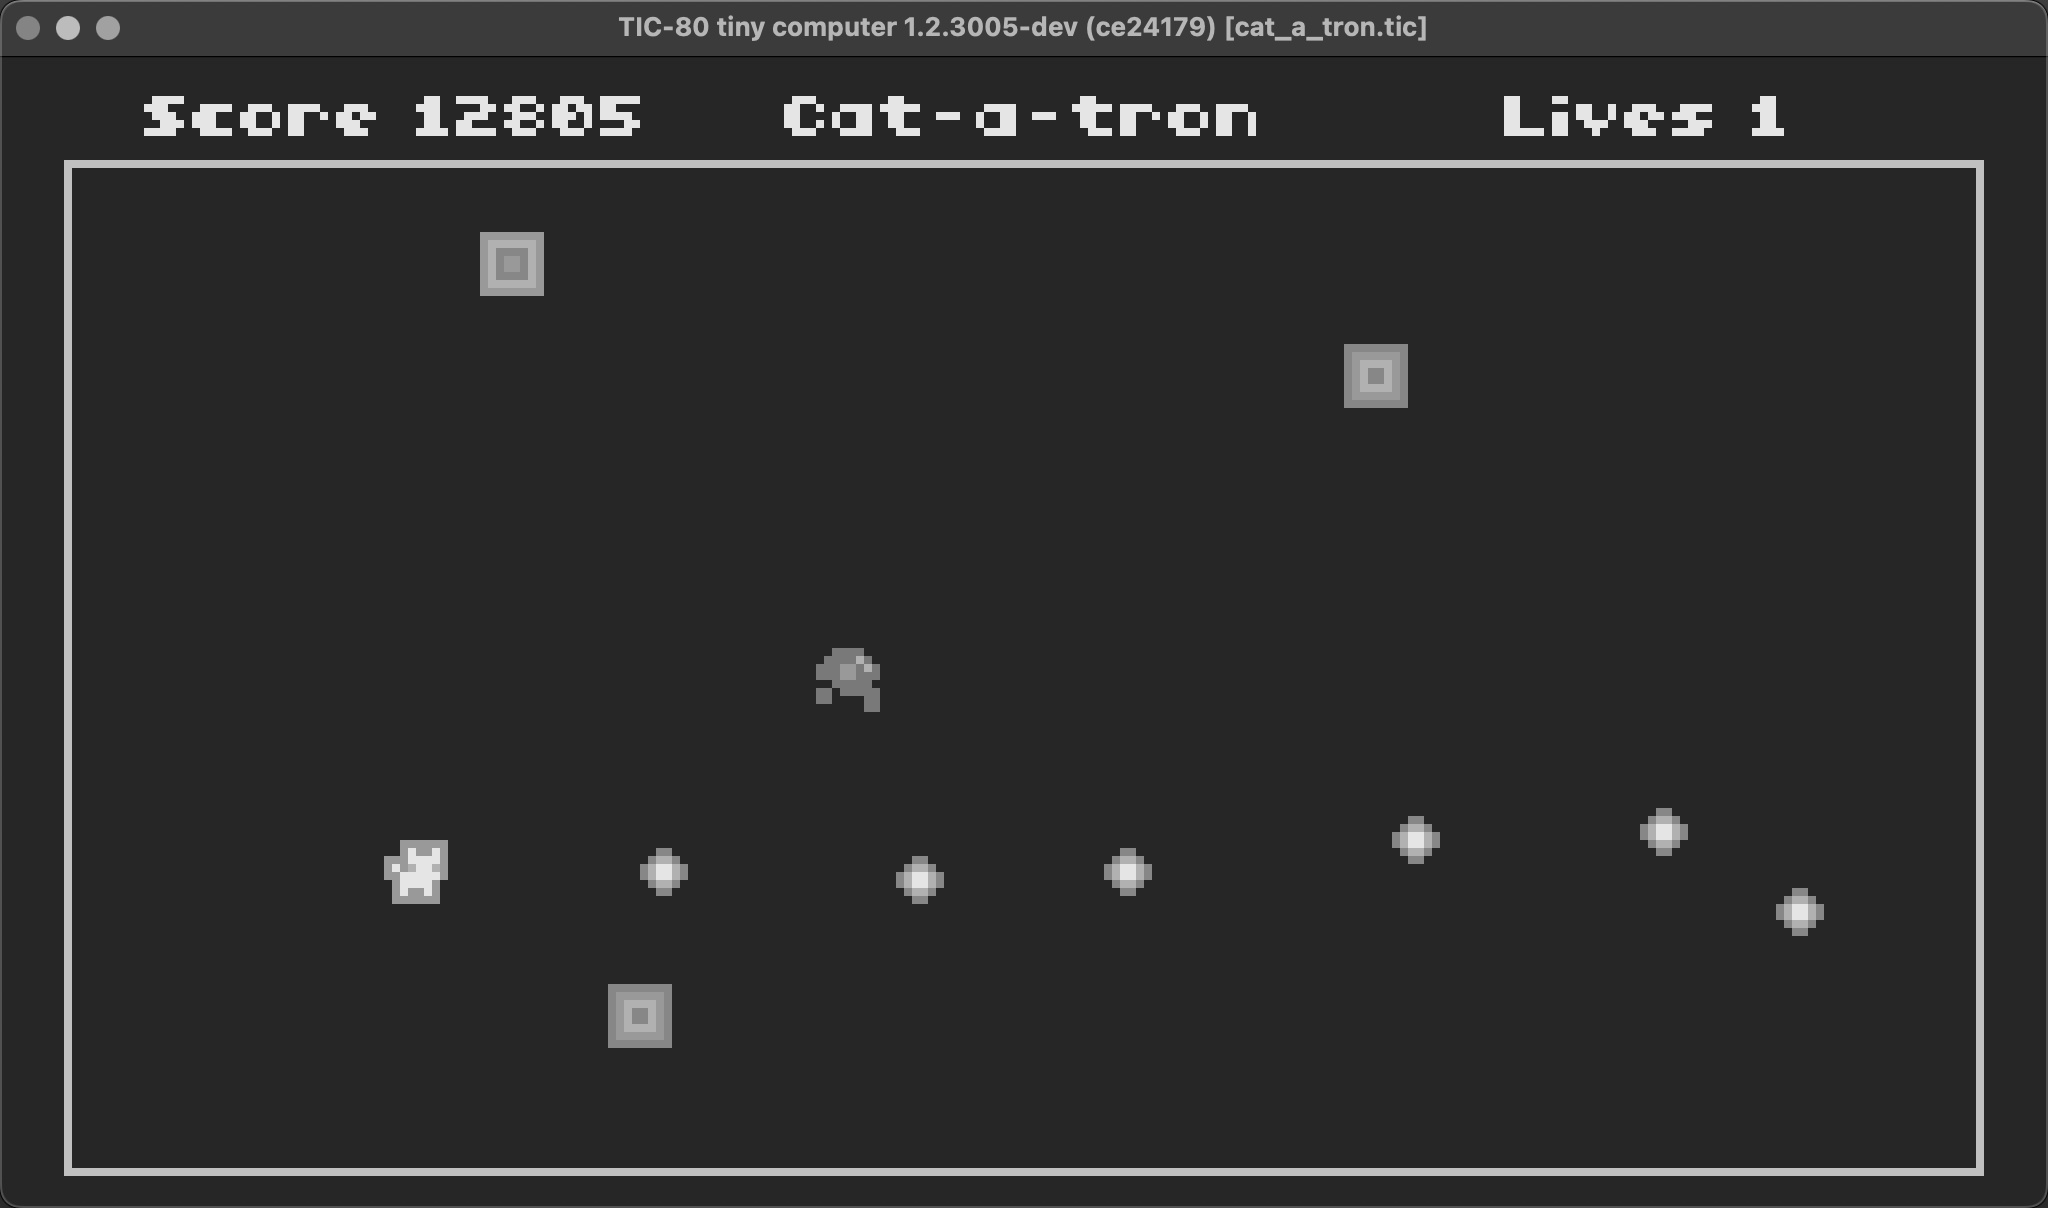 TIC-80 tiny computer 1.2.3005-dev (ce24179) [cat_a_tron.tic]
Score 12805 Cat-a-tron Lives 1